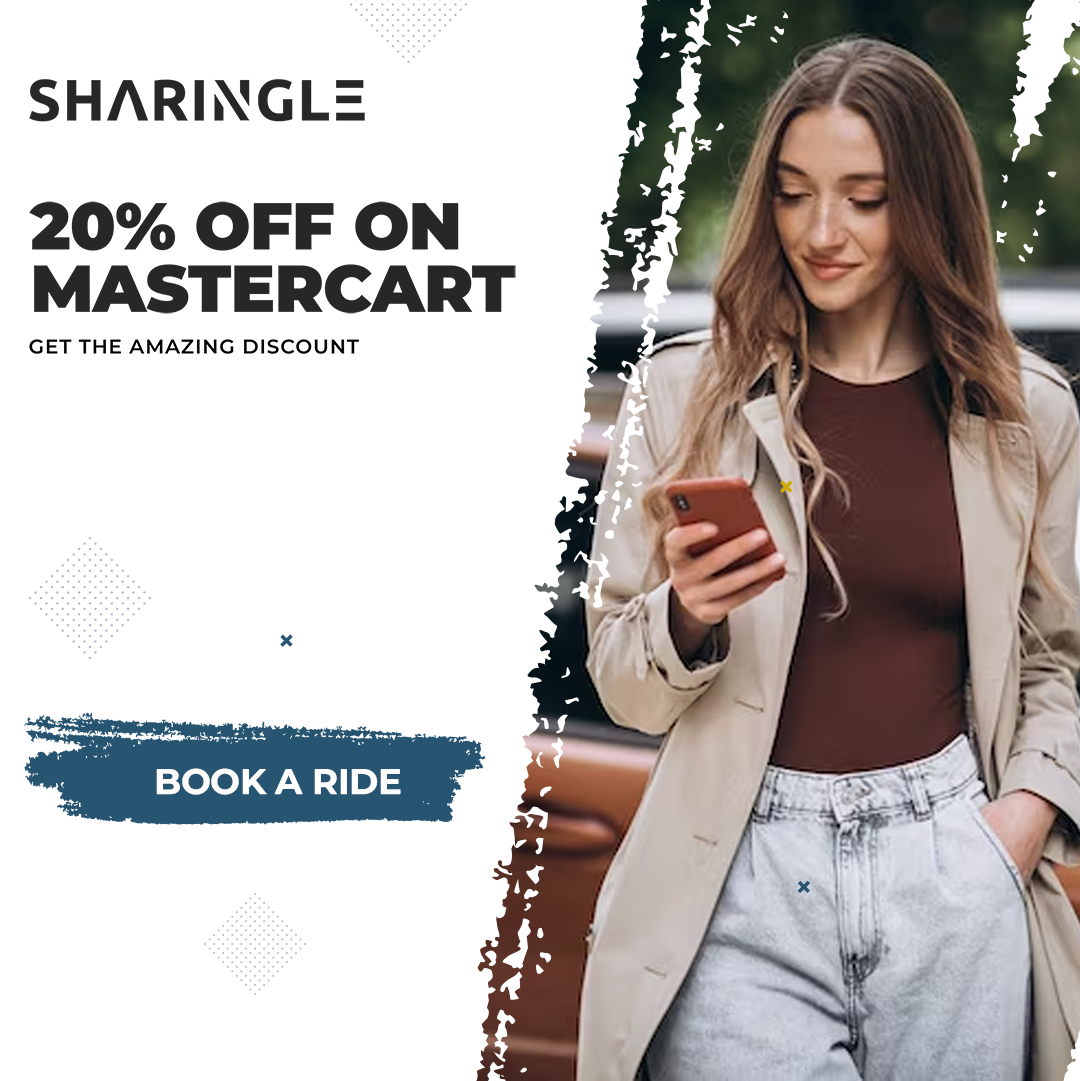 SHARINGLE
20% OFF ON
MASTERCART
GET THE AMAZING DISCOUNT
BOOK A RIDE